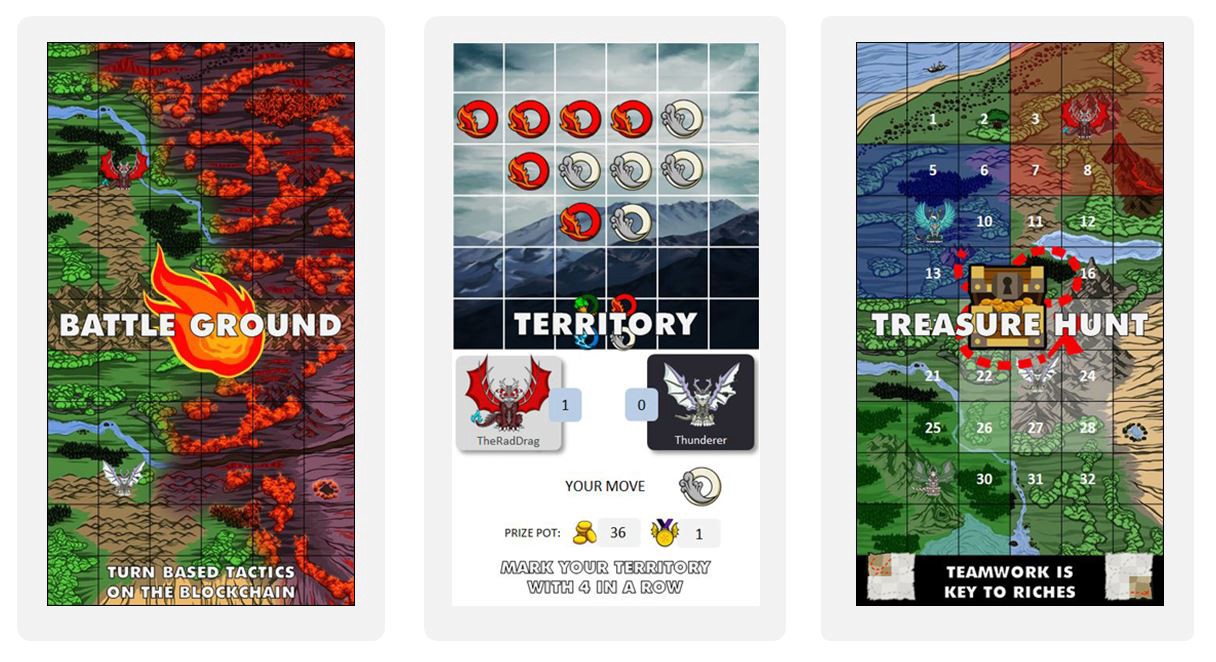 BATTLE GROUND
TURN BASED TACTICS
ON THE BLOCKCHAIN
TERRITORY
1
0
TheRadDrag
Thunderer
YOUR MOVE
PRIZE POT:
36
1
MARK YOUR TERRITORY
WITH 4 IN A ROW
1 2 3
5 6 7 8
10 11 12
13 16
TREASURE HUNT
21 22 24
25 26 27 28
30 31 32
TEAMWORK IS
KEY TO RICHES